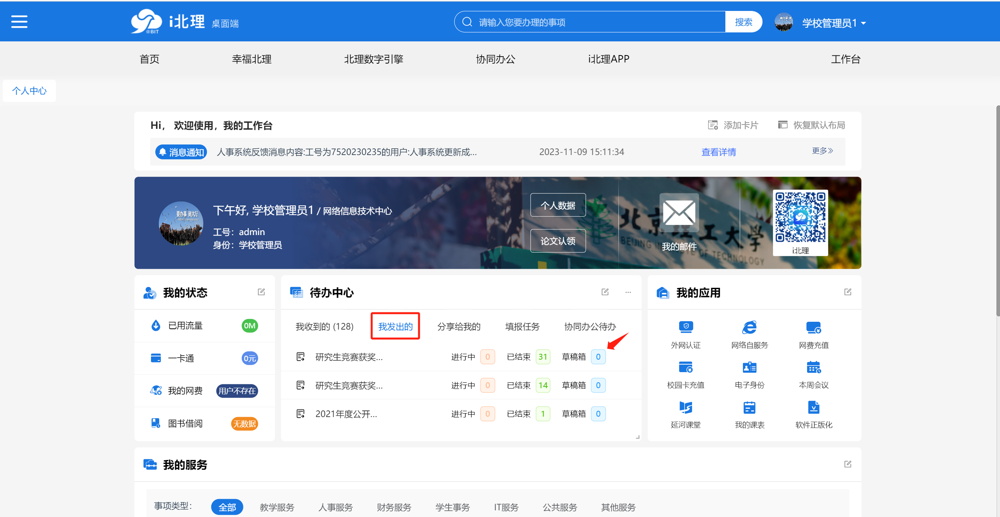 @BIT
i北理 桌面端
请输入您要办理的事项 搜索
学校管理员1
首页 幸福北理 北理数字引擎 协同办公 i北理APP 工作台
个人中心
Hi， 欢迎使用，我的工作台
添加卡片 恢复默认布局
消息通知 人事系统反馈消息内容:工号为7520230235的用户:人事系统更新成... 2023-11-09 15:11:34 查看详情 更多
要办事 到大厅
下午好, 学校管理员1 / 网络信息技术中心
工号：admin
身份：学校管理员
个人数据
论文认领
我的邮件
i北理
我的状态
已用流量 0M
一卡通 0元
我的网费 用户不存在
图书借阅 无数据
待办中心 ...
我收到的 (128) 我发出的 分享给我的 填报任务 协同办公待办
研究生竞赛获奖... 进行中 0 已结束 31 草稿箱 0
研究生竞赛获奖... 进行中 0 已结束 14 草稿箱 0
2021年度公开... 进行中 0 已结束 1 草稿箱 0
我的应用
外网认证 网络自服务 网费充值
校园卡充值 电子身份 本周会议
延河课堂 我的课表 软件正版化
我的服务
事项类型： 全部 教学服务 人事服务 财务服务 学生事务 IT服务 公共服务 其他服务